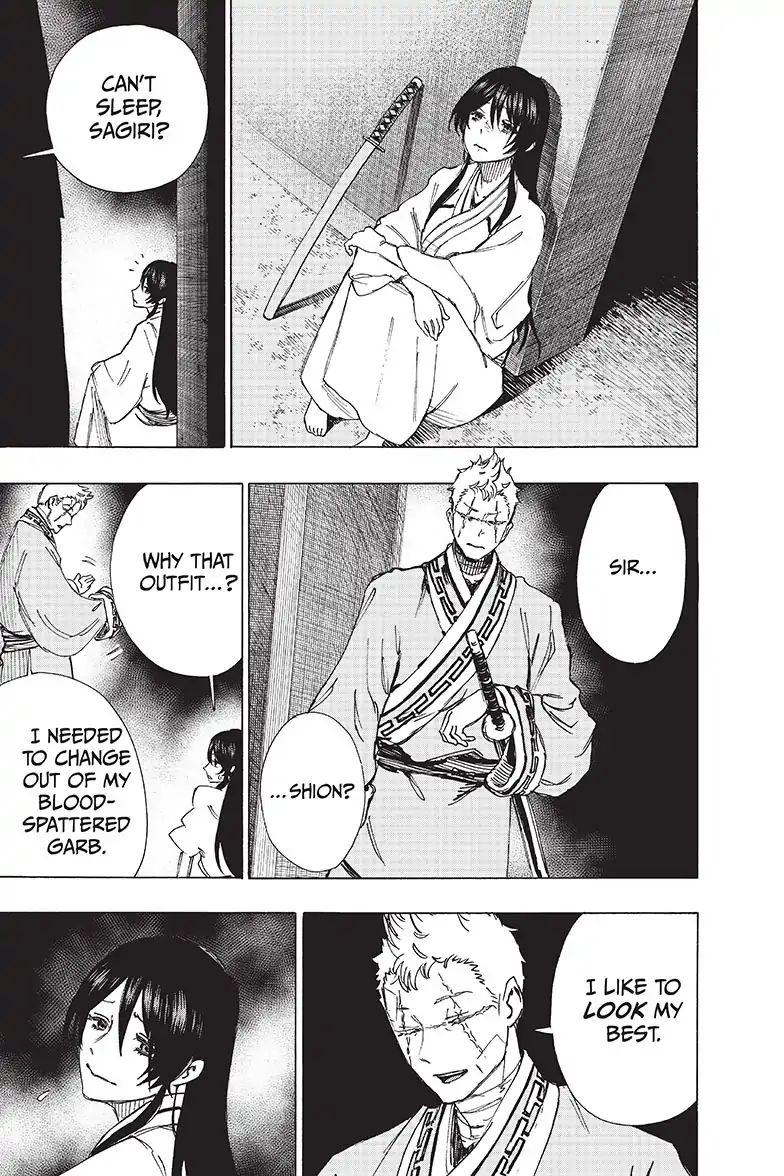 CAN'T
SLEEP,
SAGIRI?
SIR...
...SHION?
WHY THAT
OUTFIT...?
I NEEDED
TO CHANGE
OUT OF MY
BLOOD-
SPATTERED
GARB.
I LIKE TO
LOOK MY
BEST.